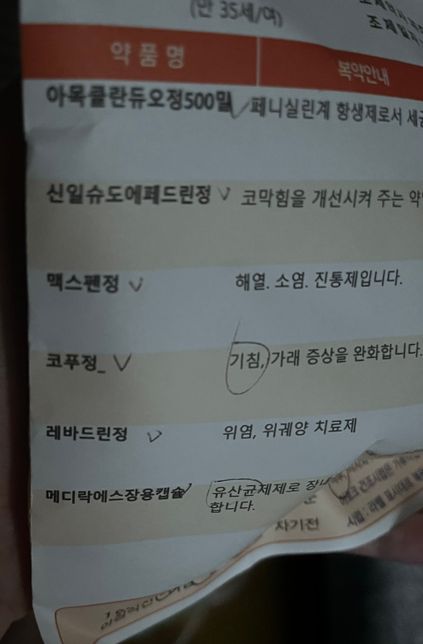 (만 35세/여)
조제일자
약품명 복약안내
아목클란듀오정500밀 페니실린계 항생제로서 세균
신일슈도에페드린정 코막힘을 개선시켜 주는 약
맥스펜정 해열. 소염. 진통제입니다.
코푸정_ 기침, 가래 증상을 완화합니다.
레바드린정 위염, 위궤양 치료제
메디락에스장용캡슐 유산균제제로
합니다.
자기전